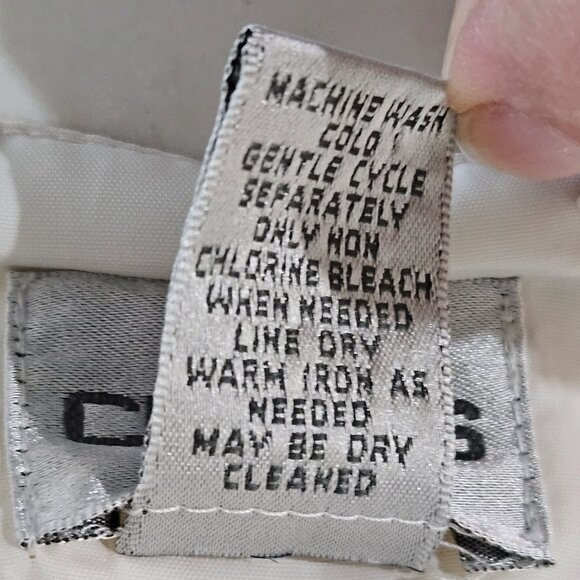 MACHINE WASH
COLD
GENTLE CYCLE
SEPARATELY
ONLY NON
CHLORINE BLEACH
WHEN NEEDED
LINE DRY
WARM IRON AS
NEEDED
MAY BE DRY
CLEANED